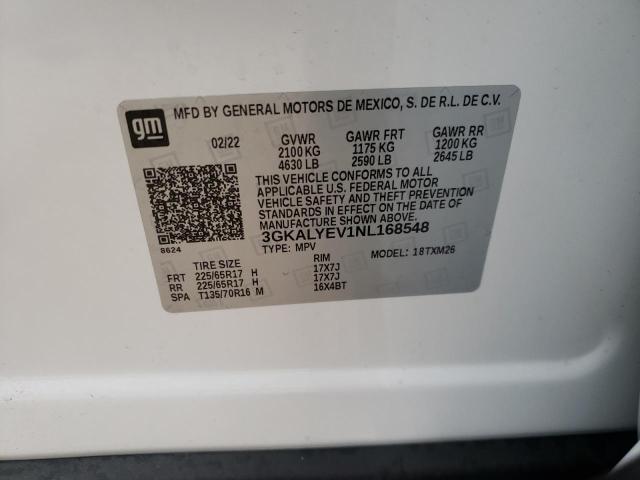 gm
MFD BY GENERAL MOTORS DE MEXICO, S. DE R.L. DE C.V.
02/22 GVWR GAWR FRT GAWR RR
2100 KG 1175 KG 1200 KG
4630 LB 2590 LB 2645 LB
THIS VEHICLE CONFORMS TO ALL
APPLICABLE U.S. FEDERAL MOTOR
VEHICLE SAFETY AND THEFT PREVENTION
STANDARDS IN EFFECT ON THE DATE OF
MANUFACTURE SHOWN ABOVE.
8624 3GKALYEV1NL168548
TYPE: MPV MODEL: 18TXM26
TIRE SIZE RIM
FRT 225/65R17 H 17X7J
RR 225/65R17 H 17X7J
SPA T135/70R16 M 16X4BT